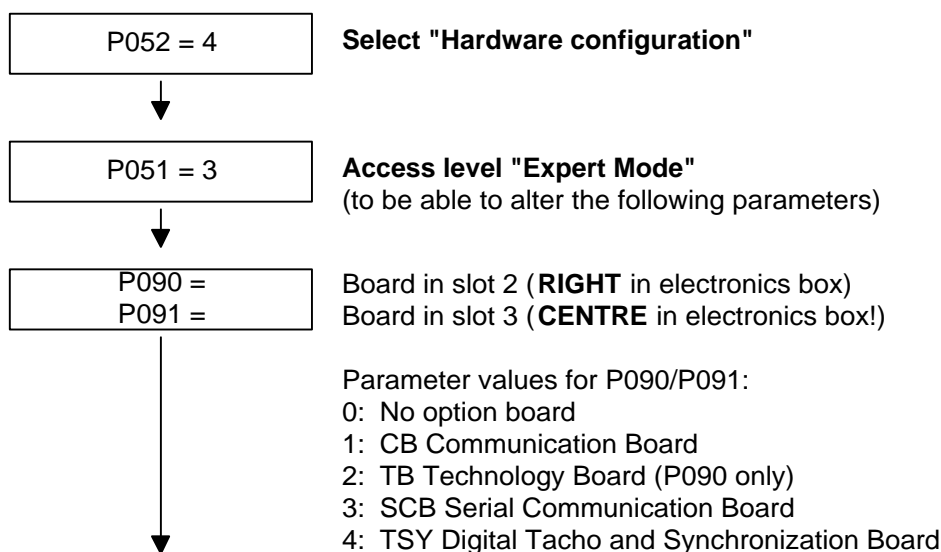 P052 = 4 Select "Hardware configuration"
P051 = 3 Access level "Expert Mode"
(to be able to alter the following parameters)
P090 = Board in slot 2 (RIGHT in electronics box)
P091 = Board in slot 3 (CENTRE in electronics box!)
Parameter values for P090/P091:
0: No option board
1: CB Communication Board
2: TB Technology Board (P090 only)
3: SCB Serial Communication Board
4: TSY Digital Tacho and Synchronization Board